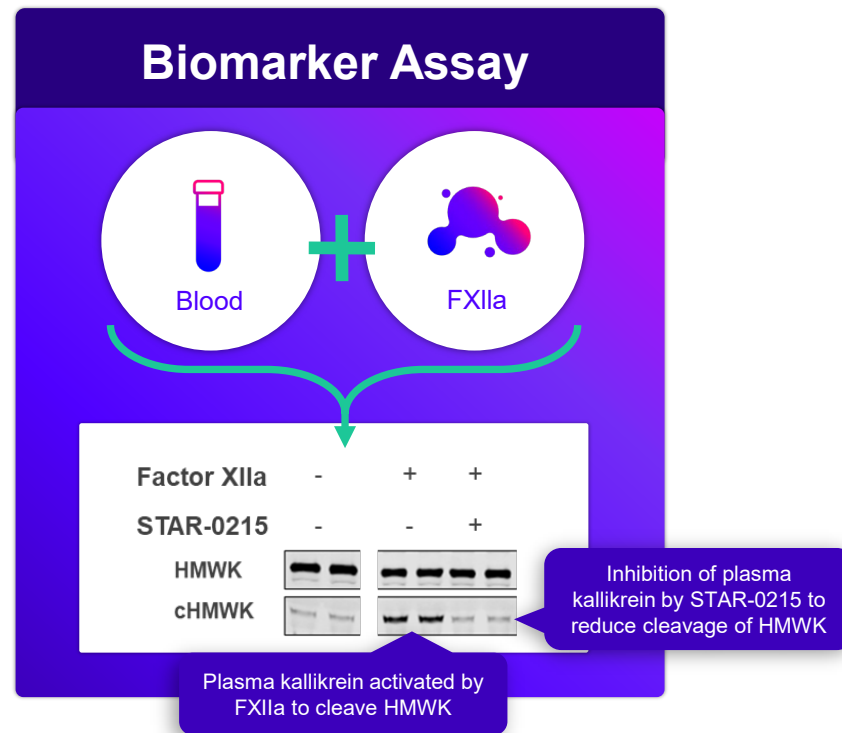 Biomarker Assay
Blood
FXIIa
Factor XIIa - + +
STAR-0215 - - +
HMWK
cHMWK
Inhibition of plasma
kallikrein by STAR-0215 to
reduce cleavage of HMWK
Plasma kallikrein activated by
FXIIa to cleave HMWK